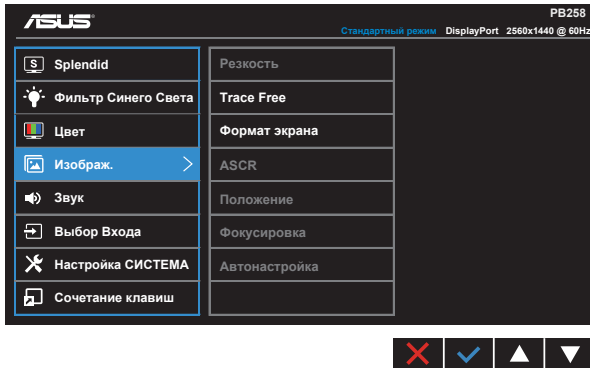 ASUS
PB258
Стандартный режим DisplayPort 2560x1440 @ 60Hz
S Splendid
Фильтр Синего Света
Цвет
Изображ.
Звук
Выбор Входа
Настройка СИСТЕМА
Сочетание клавиш
Резкость
Trace Free
Формат экрана
ASCR
Положение
Фокусировка
Автонастройка